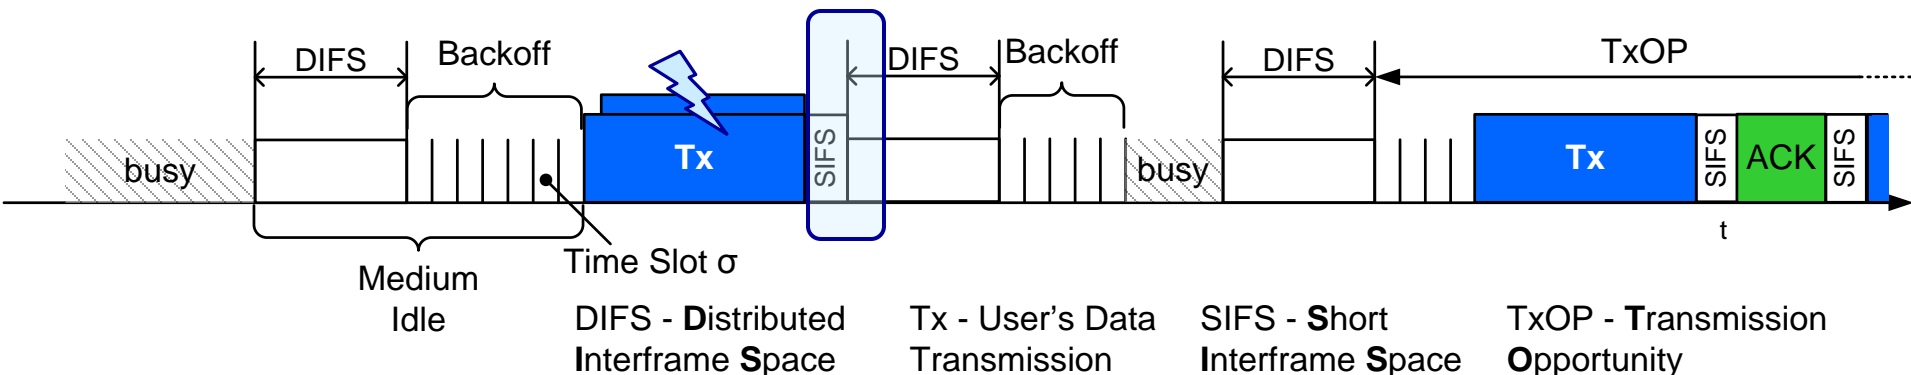 DIFS
Backoff
DIFS
Backoff
DIFS
TxOP
busy
Tx
SIFS
busy
Tx
SIFS
ACK
SIFS
t
Time Slot σ
Medium
Idle
DIFS - Distributed
Interframe Space
Tx - User's Data
Transmission
SIFS - Short
Interframe Space
TxOP - Transmission
Opportunity